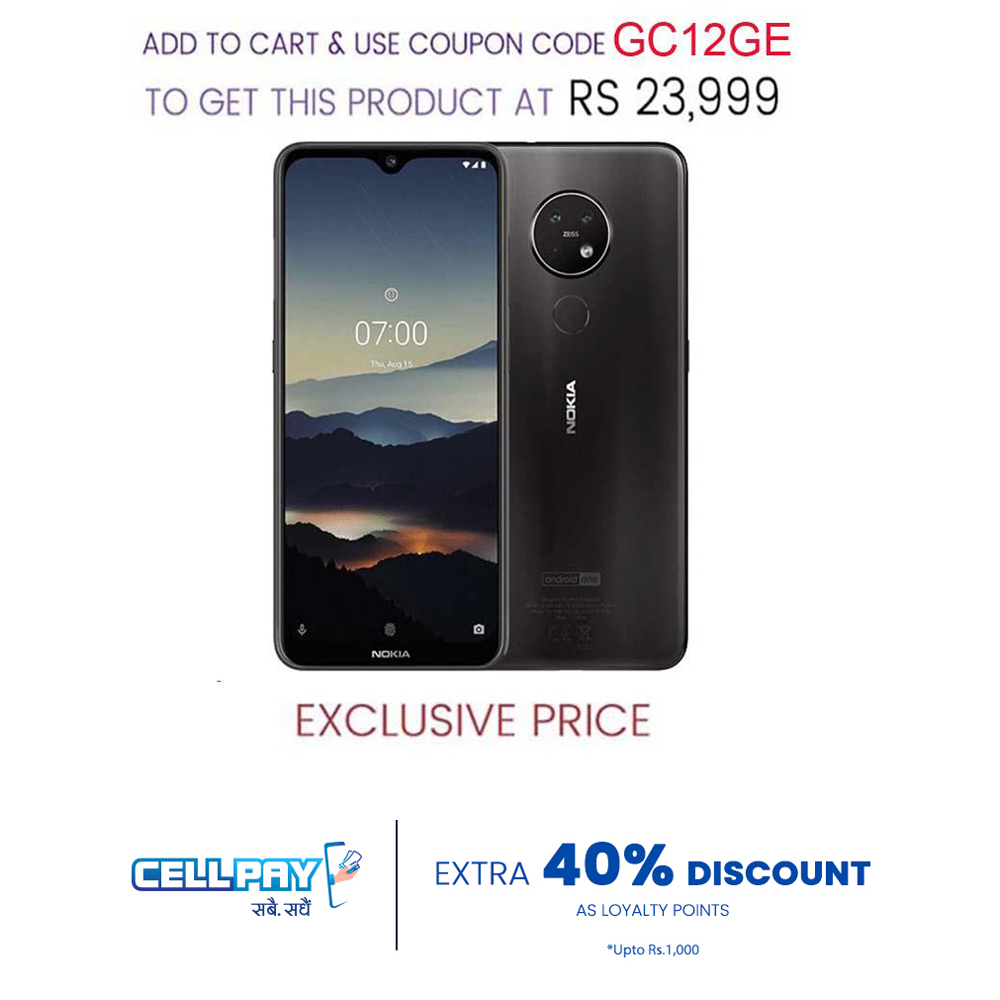 ADD TO CART & USE COUPON CODE GC12GE
TO GET THIS PRODUCT AT RS 23,999
ZEISS
07:00
Thu, Aug 15
NOKIA
NOKIA
android one
EXCLUSIVE PRICE
CELLPAY
सबै. सधैं
EXTRA 40% DISCOUNT
AS LOYALTY POINTS
*Upto Rs.1,000